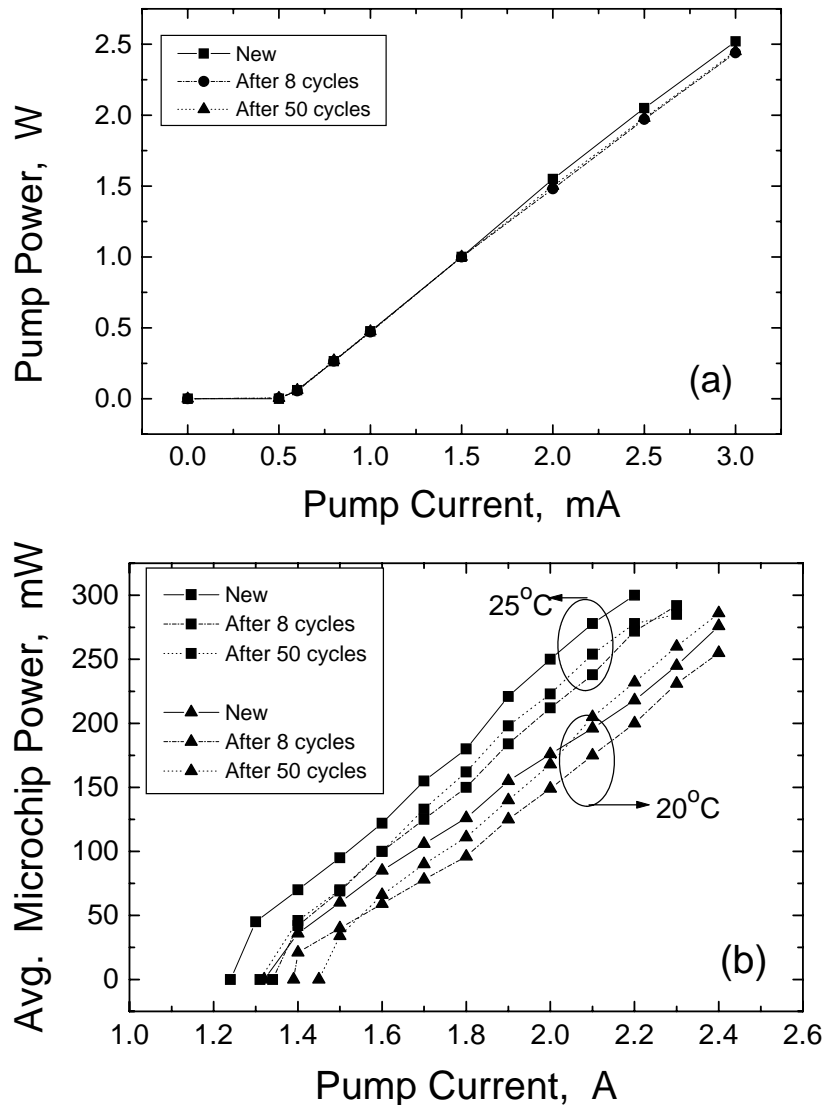 2.5
2.0
1.5
1.0
0.5
0.0
Pump Power, W
New
After 8 cycles
After 50 cycles
(a)
0.0 0.5 1.0 1.5 2.0 2.5 3.0
Pump Current, mA
300
250
200
150
100
50
0
Avg. Microchip Power, mW
New
After 8 cycles
After 50 cycles
New
After 8 cycles
After 50 cycles
25°C
20°C
(b)
1.0 1.2 1.4 1.6 1.8 2.0 2.2 2.4 2.6
Pump Current, A